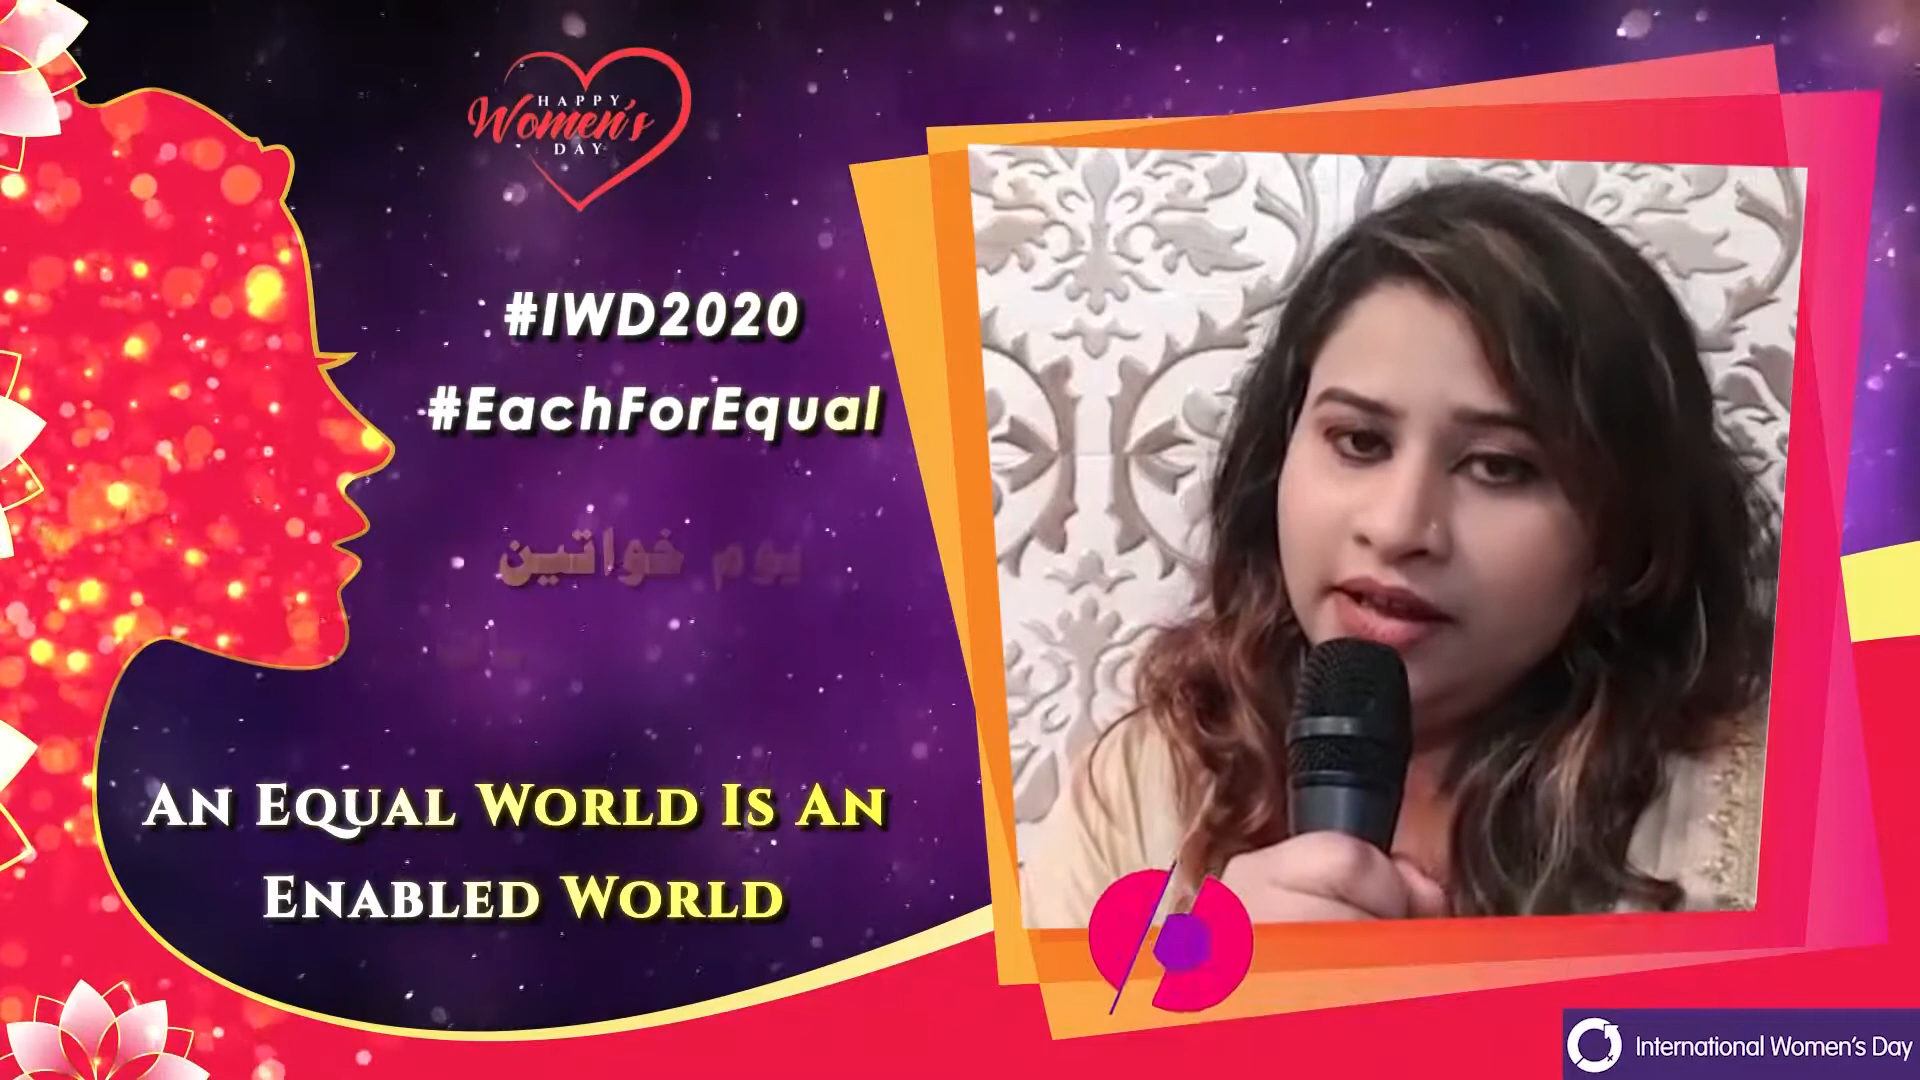 HAPPY
Women's
DAY
#IWD2020
#EachForEqual
یوم خواتین
An Equal World Is An
Enabled World
International Women's Day